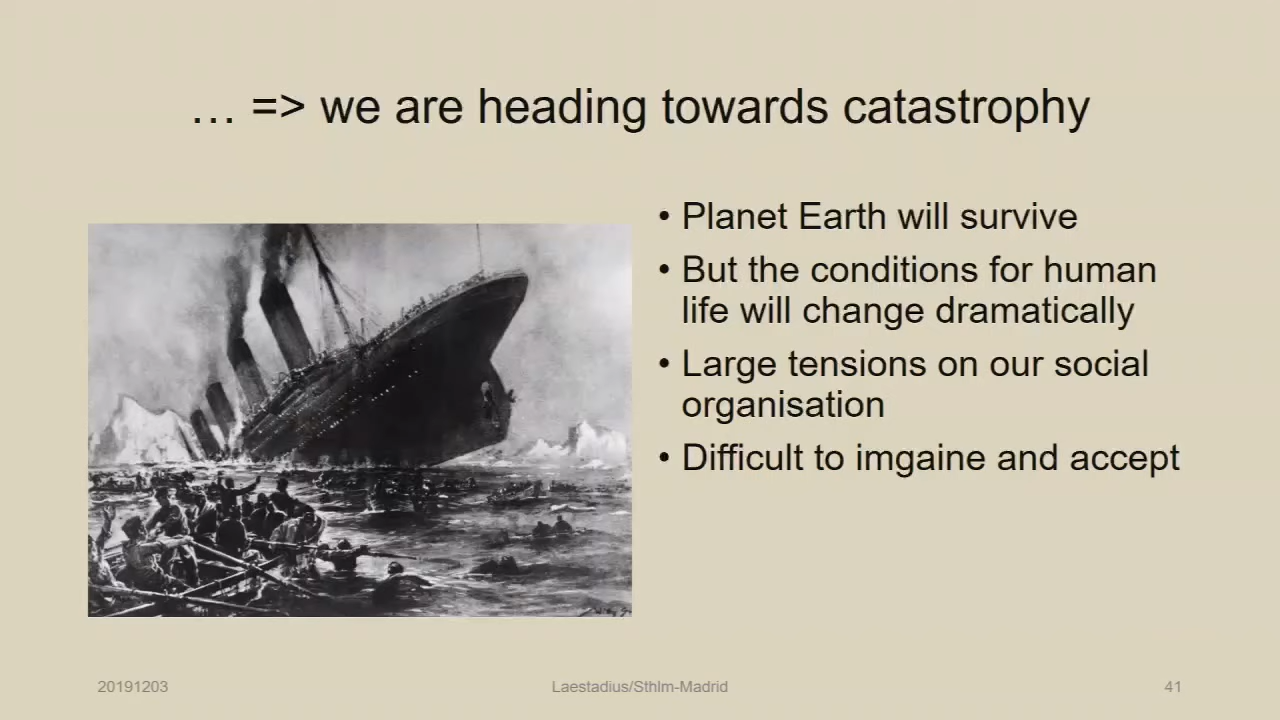 … => we are heading towards catastrophy
• Planet Earth will survive
• But the conditions for human
life will change dramatically
• Large tensions on our social
organisation
• Difficult to imgaine and accept
20191203
Laestadius/Sthlm-Madrid
41